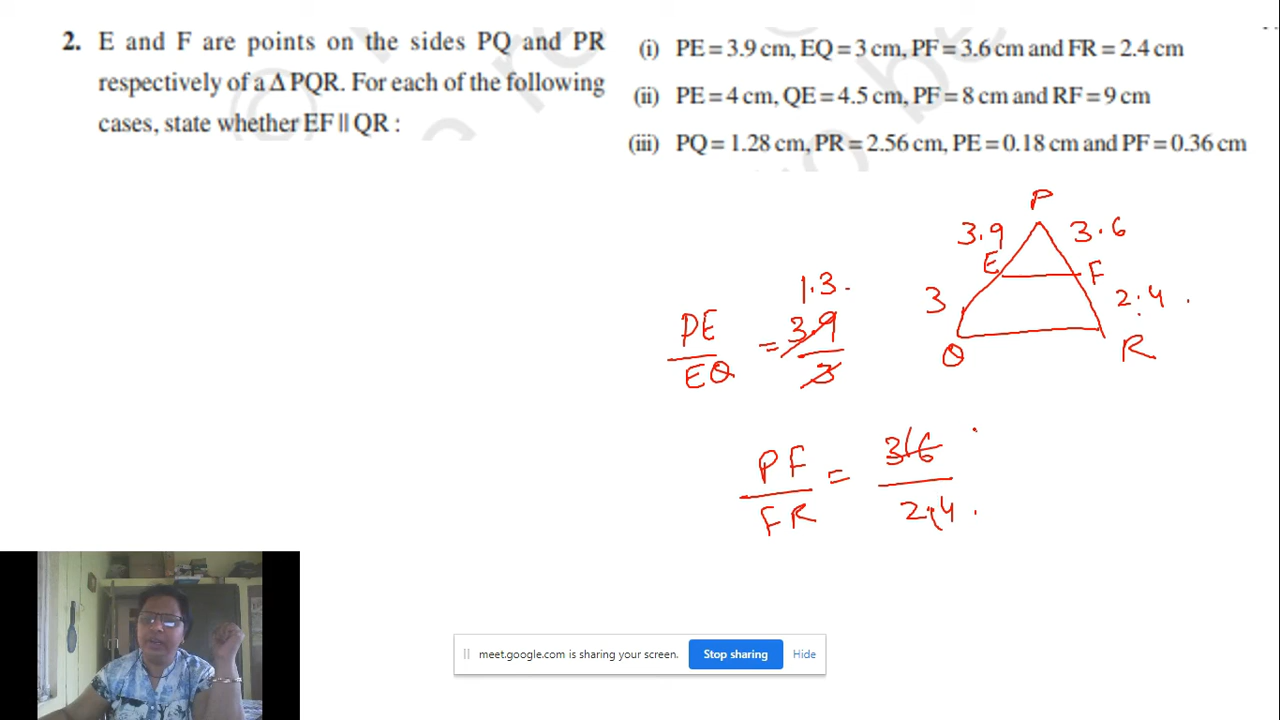 2. E and F are points on the sides PQ and PR
respectively of a Δ PQR. For each of the following
cases, state whether EF || QR :
(i) PE = 3.9 cm, EQ = 3 cm, PF = 3.6 cm and FR = 2.4 cm
(ii) PE = 4 cm, QE = 4.5 cm, PF = 8 cm and RF = 9 cm
(iii) PQ = 1.28 cm, PR = 2.56 cm, PE = 0.18 cm and PF = 0.36 cm
P
3.9 3.6
E F
3 2.4
Q R
1.3
PE/EQ = 3.9/3
PF/FR = 3.6/2.4
meet.google.com is sharing your screen. Stop sharing Hide